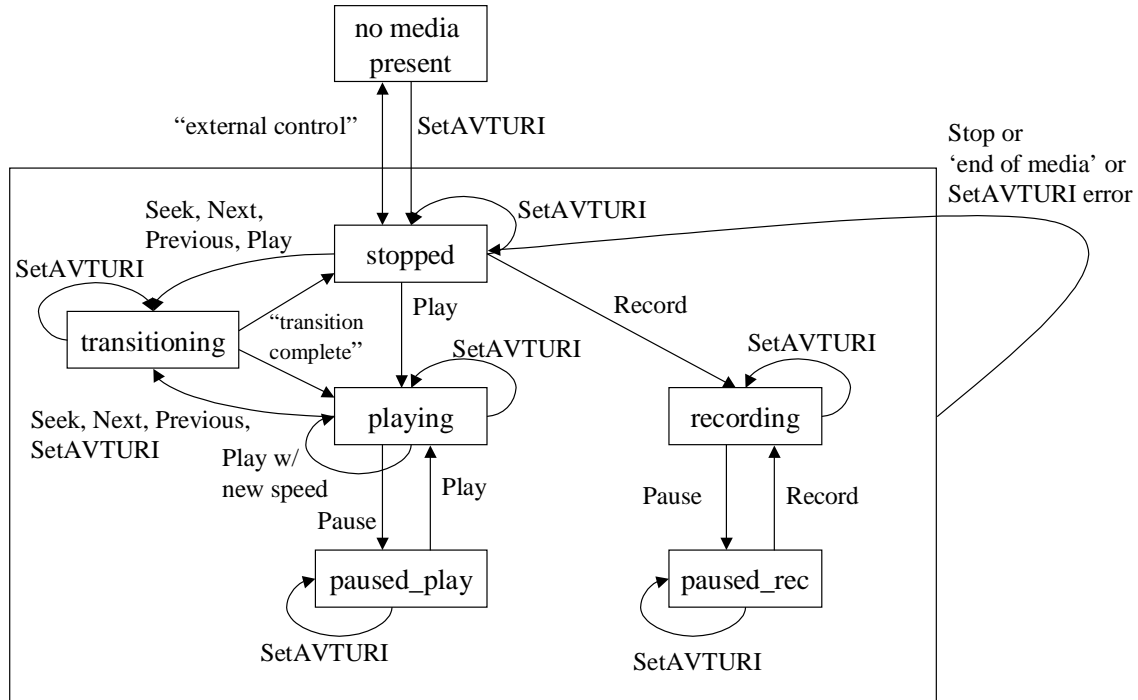 no media
present
“external control”
SetAVTURI
Stop or
‘end of media’ or
SetAVTURI error
Seek, Next,
Previous, Play
SetAVTURI
stopped
SetAVTURI
transitioning
“transition
complete”
Play
Record
SetAVTURI
SetAVTURI
Seek, Next, Previous,
SetAVTURI
playing
recording
Play w/
new speed
Play
Pause
Pause
Record
paused_play
paused_rec
SetAVTURI
SetAVTURI